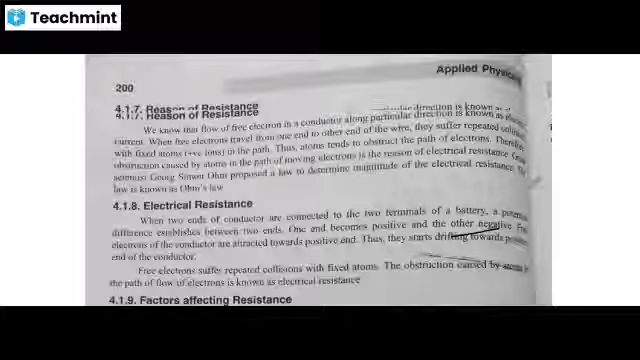 Teachmint
Applied Physics
200
4.1.7. Reason of Resistance
4.1.7. Reason of Resistance
direction is known as
We know that flow of free electron in a conductor along particular direction is known as
current. When free electrons travel from one end to other end of the wire, they suffer repeated
with fixed atoms (+ve ions) in the path. Thus, atoms tends to obstruct the path of electrons. Therefore
obstruction caused by atoms in the path of moving electrons is the reason of electrical resistance.
scientist Georg Simon Ohm proposed a law to determine magnitude of the electrical resistance.
law is known as Ohm's law
4.1.8. Electrical Resistance
When two ends of conductor are connected to the two terminals of a battery, a potential
difference establishes between two ends. One end becomes positive and the other negative
electrons of the conductor are attracted towards positive end. Thus, they starts drifting towards
end of the conductor.
Free electrons suffer repeated collisions with fixed atoms. The obstruction caused by atoms in
the path of flow of electrons is known as electrical resistance
4.1.9. Factors affecting Resistance